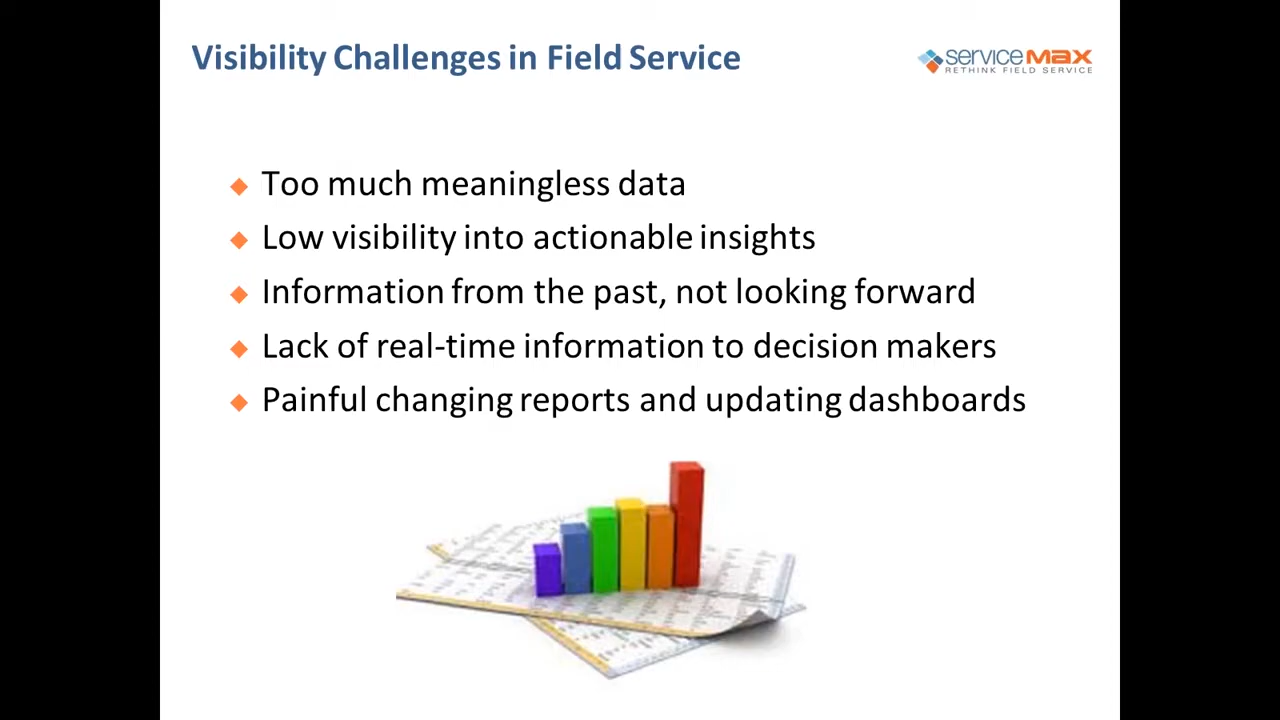 Visibility Challenges in Field Service
serviceMAX
RETHINK FIELD SERVICE
Too much meaningless data
Low visibility into actionable insights
Information from the past, not looking forward
Lack of real-time information to decision makers
Painful changing reports and updating dashboards